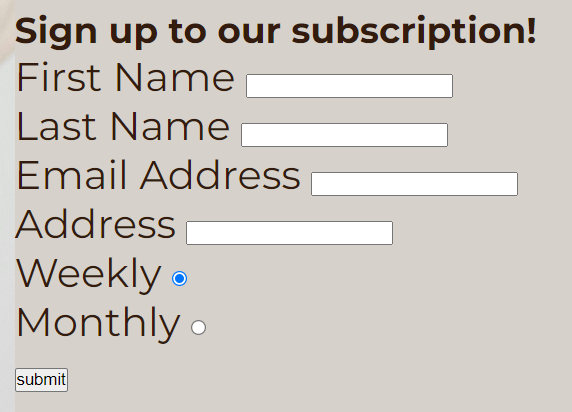 Sign up to our subscription!
First Name
Last Name
Email Address
Address
Weekly
Monthly
submit